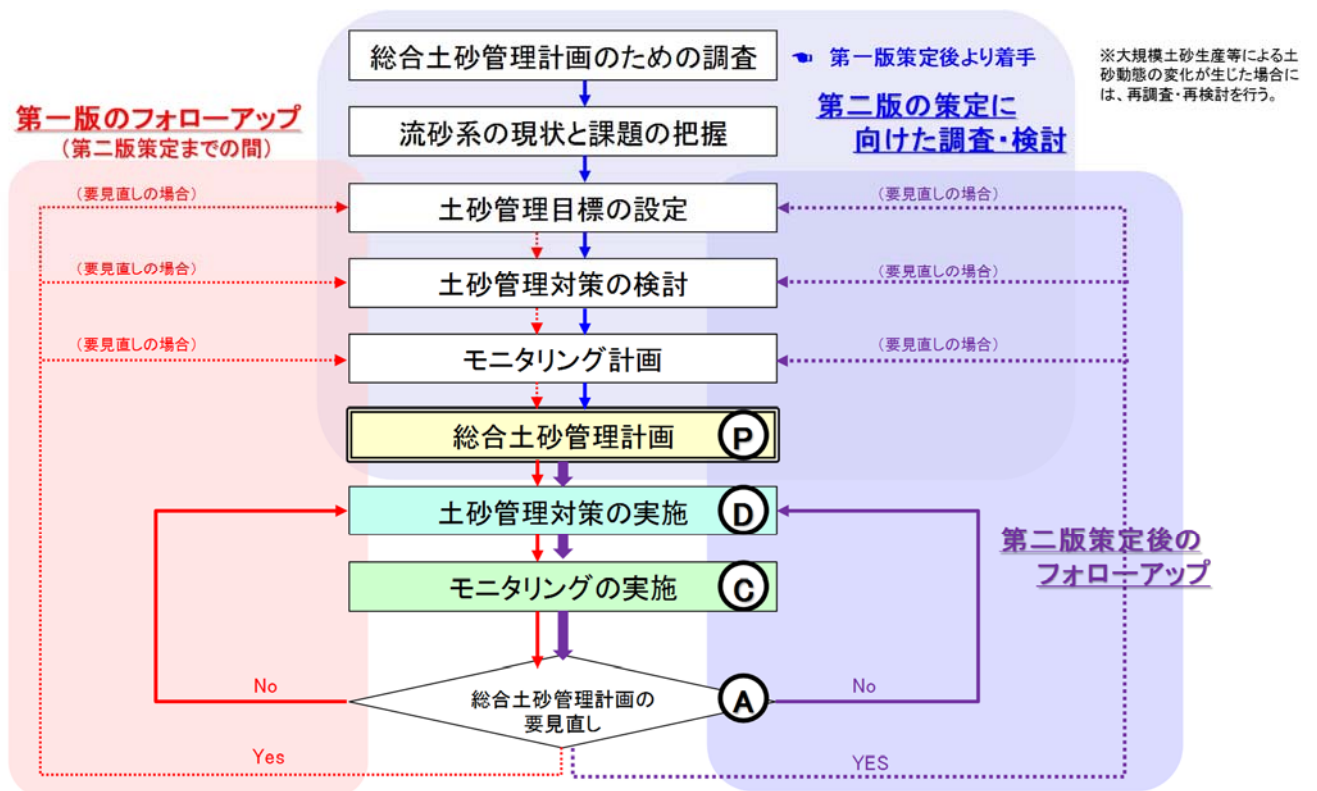 総合土砂管理計画のための調査
☚ 第一版策定後より着手
※大規模土砂生産等による土
砂動態の変化が生じた場合に
は、再調査・再検討を行う。
第一版のフォローアップ
（第二版策定までの間）
流砂系の現状と課題の把握
第二版の策定に
向けた調査・検討
（要見直しの場合）
土砂管理目標の設定
（要見直しの場合）
（要見直しの場合）
土砂管理対策の検討
（要見直しの場合）
（要見直しの場合）
モニタリング計画
（要見直しの場合）
総合土砂管理計画 P
土砂管理対策の実施 D
第二版策定後の
フォローアップ
モニタリングの実施 C
No
総合土砂管理計画の
要見直し
A
No
Yes
YES